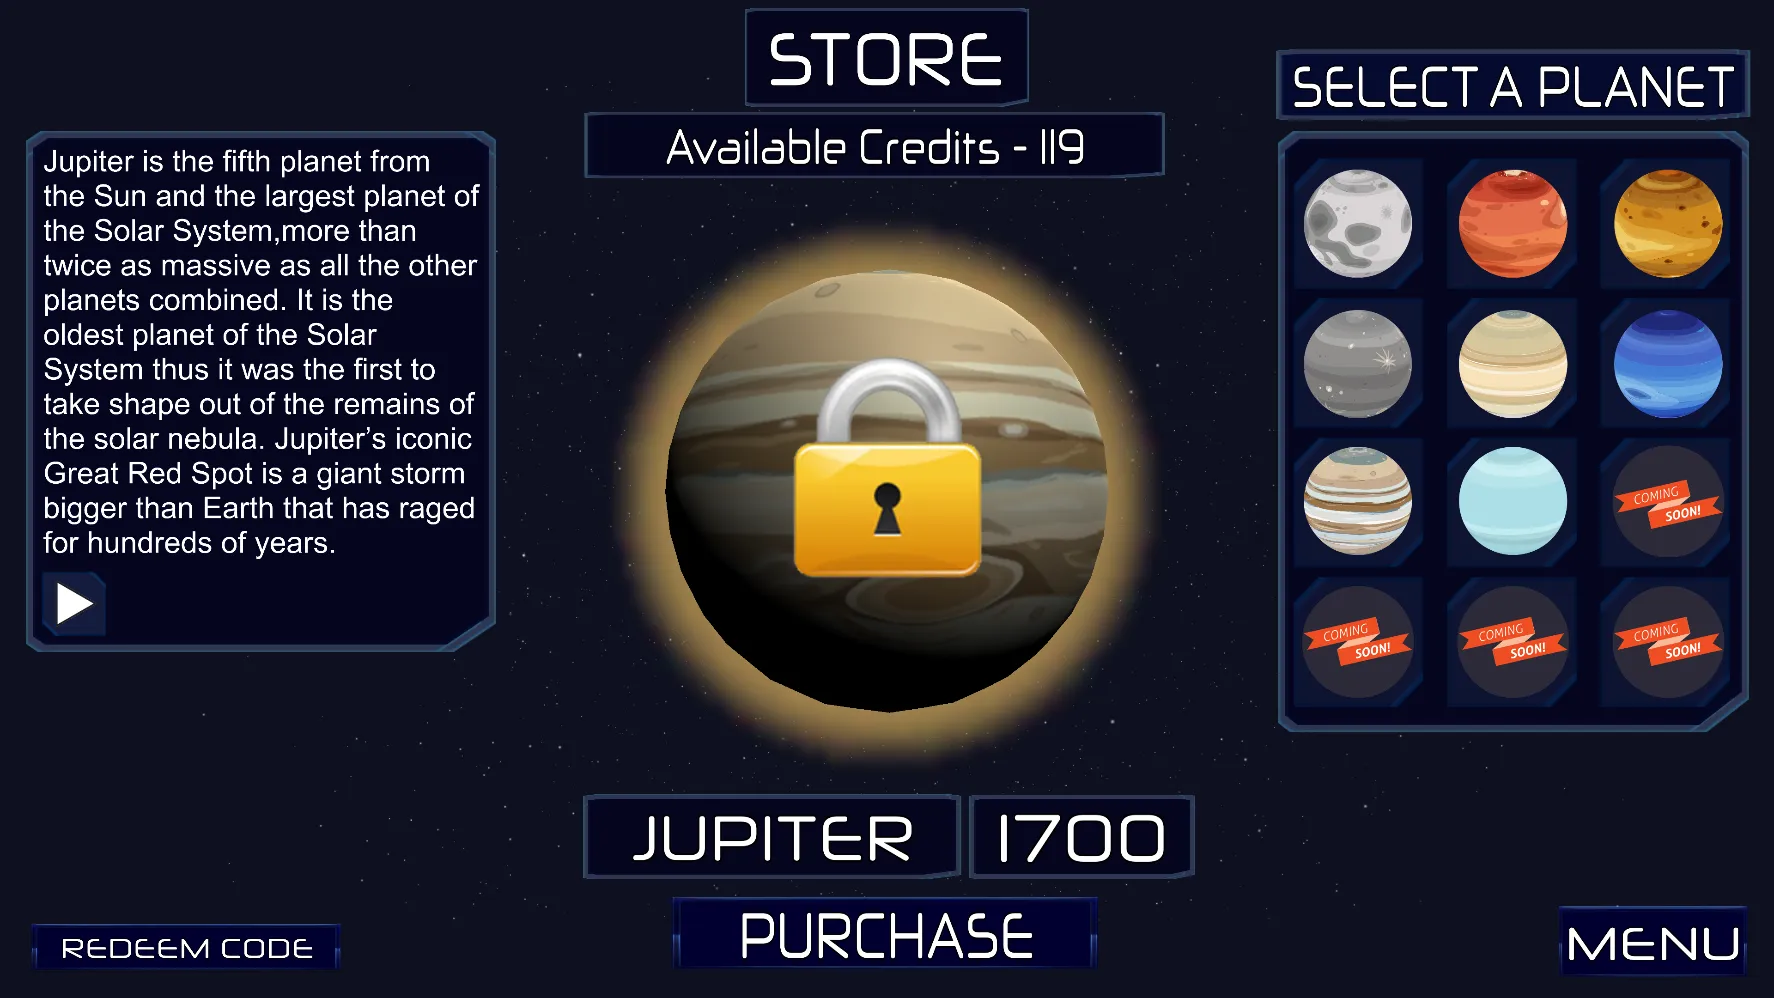 STORE
Available Credits - 119
SELECT A PLANET
Jupiter is the fifth planet from
the Sun and the largest planet of
the Solar System,more than
twice as massive as all the other
planets combined. It is the
oldest planet of the Solar
System thus it was the first to
take shape out of the remains of
the solar nebula. Jupiter’s iconic
Great Red Spot is a giant storm
bigger than Earth that has raged
for hundreds of years.
COMING
SOON!
COMING
SOON!
COMING
SOON!
COMING
SOON!
JUPITER
1700
PURCHASE
REDEEM CODE
MENU